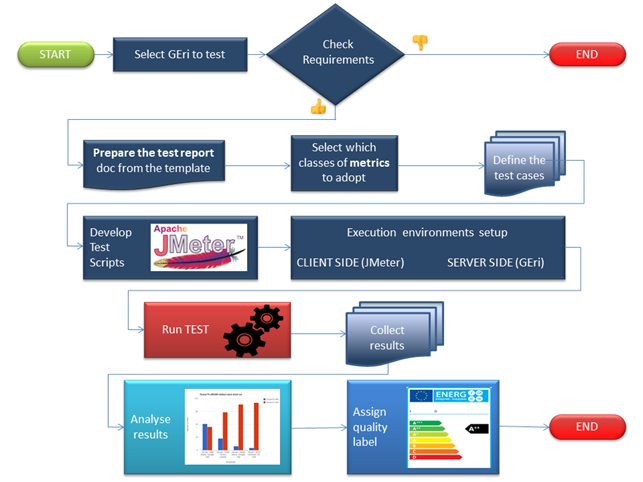 START
Select GEri to test
Check
Requirements
END
Prepare the test report
doc from the template
Select which
classes of metrics
to adopt
Define the
test cases
Develop
Test
Scripts
Apache
JMeter™
Execution environments setup
CLIENT SIDE (JMeter)
SERVER SIDE (GEri)
Run TEST
Collect
results
Analyse
results
Assign
quality
label
ENERG
A+++
A++
A+
A
B
C
D
A++
END